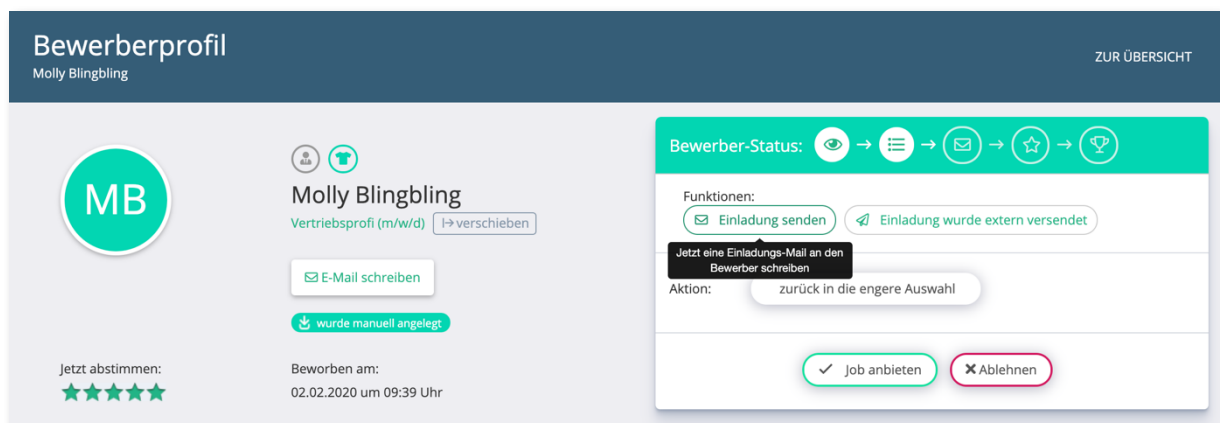 Bewerberprofil
Molly Blingbling
ZUR ÜBERSICHT
MB
Molly Blingbling
Vertriebsprofi (m/w/d) verschieben
E-Mail schreiben
wurde manuell angelegt
Jetzt abstimmen:
Beworben am:
02.02.2020 um 09:39 Uhr
Bewerber-Status:
Funktionen:
Einladung senden Einladung wurde extern versendet
Jetzt eine Einladungs-Mail an den
Bewerber schreiben
Aktion: zurück in die engere Auswahl
Job anbieten Ablehnen